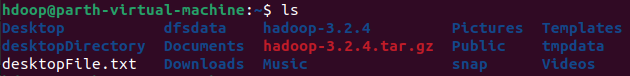 hdoop@parth-virtual-machine:~$ ls
Desktop dfsdata hadoop-3.2.4 Pictures Templates
desktopDirectory Documents hadoop-3.2.4.tar.gz Public tmpdata
desktopFile.txt Downloads Music snap Videos